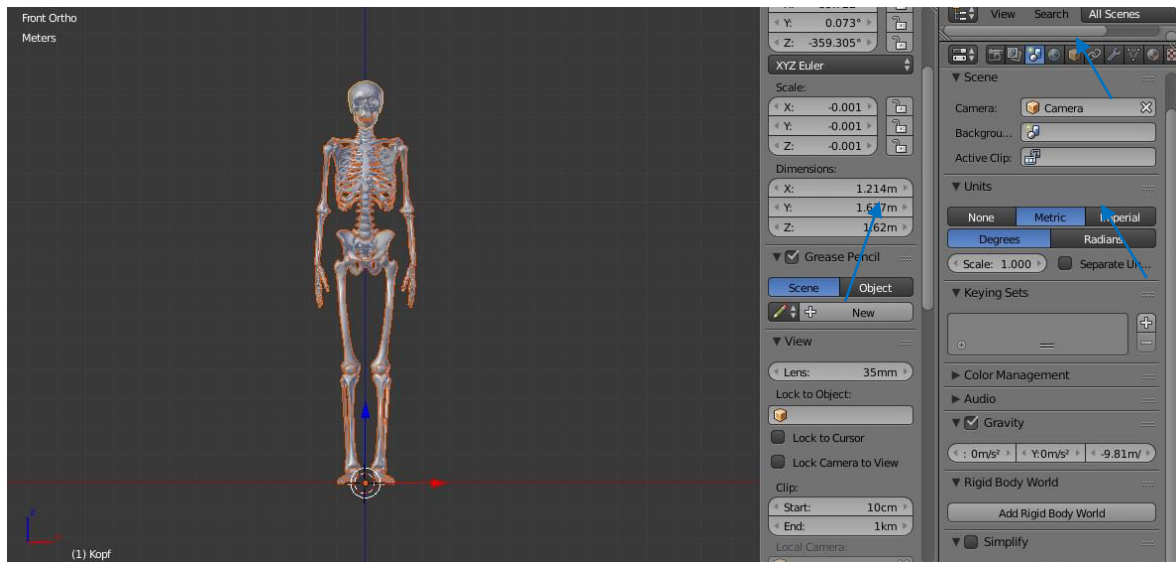 Front Ortho
Meters
(1) Kopf
Y: 0.073°
Z: -359.305°
XYZ Euler
Scale:
X: -0.001
Y: -0.001
Z: -0.001
Dimensions:
X: 1.214m
Y:
Z: 1.62m
Grease Pencil
Scene Object
New
View
Lens: 35mm
Lock to Object:
Lock to Cursor
Lock Camera to View
Clip:
Start: 10cm
End: 1km
Local Camera:
View Search All Scenes
Scene
Camera: Camera
Backgrou...
Active Clip:
Units
None Metric Imperial
Degrees Radians
Scale: 1.000 Separate Un...
Keying Sets
Color Management
Audio
Gravity
: 0m/s² Y:0m/s² -9.81m/
Rigid Body World
Add Rigid Body World
Simplify
z